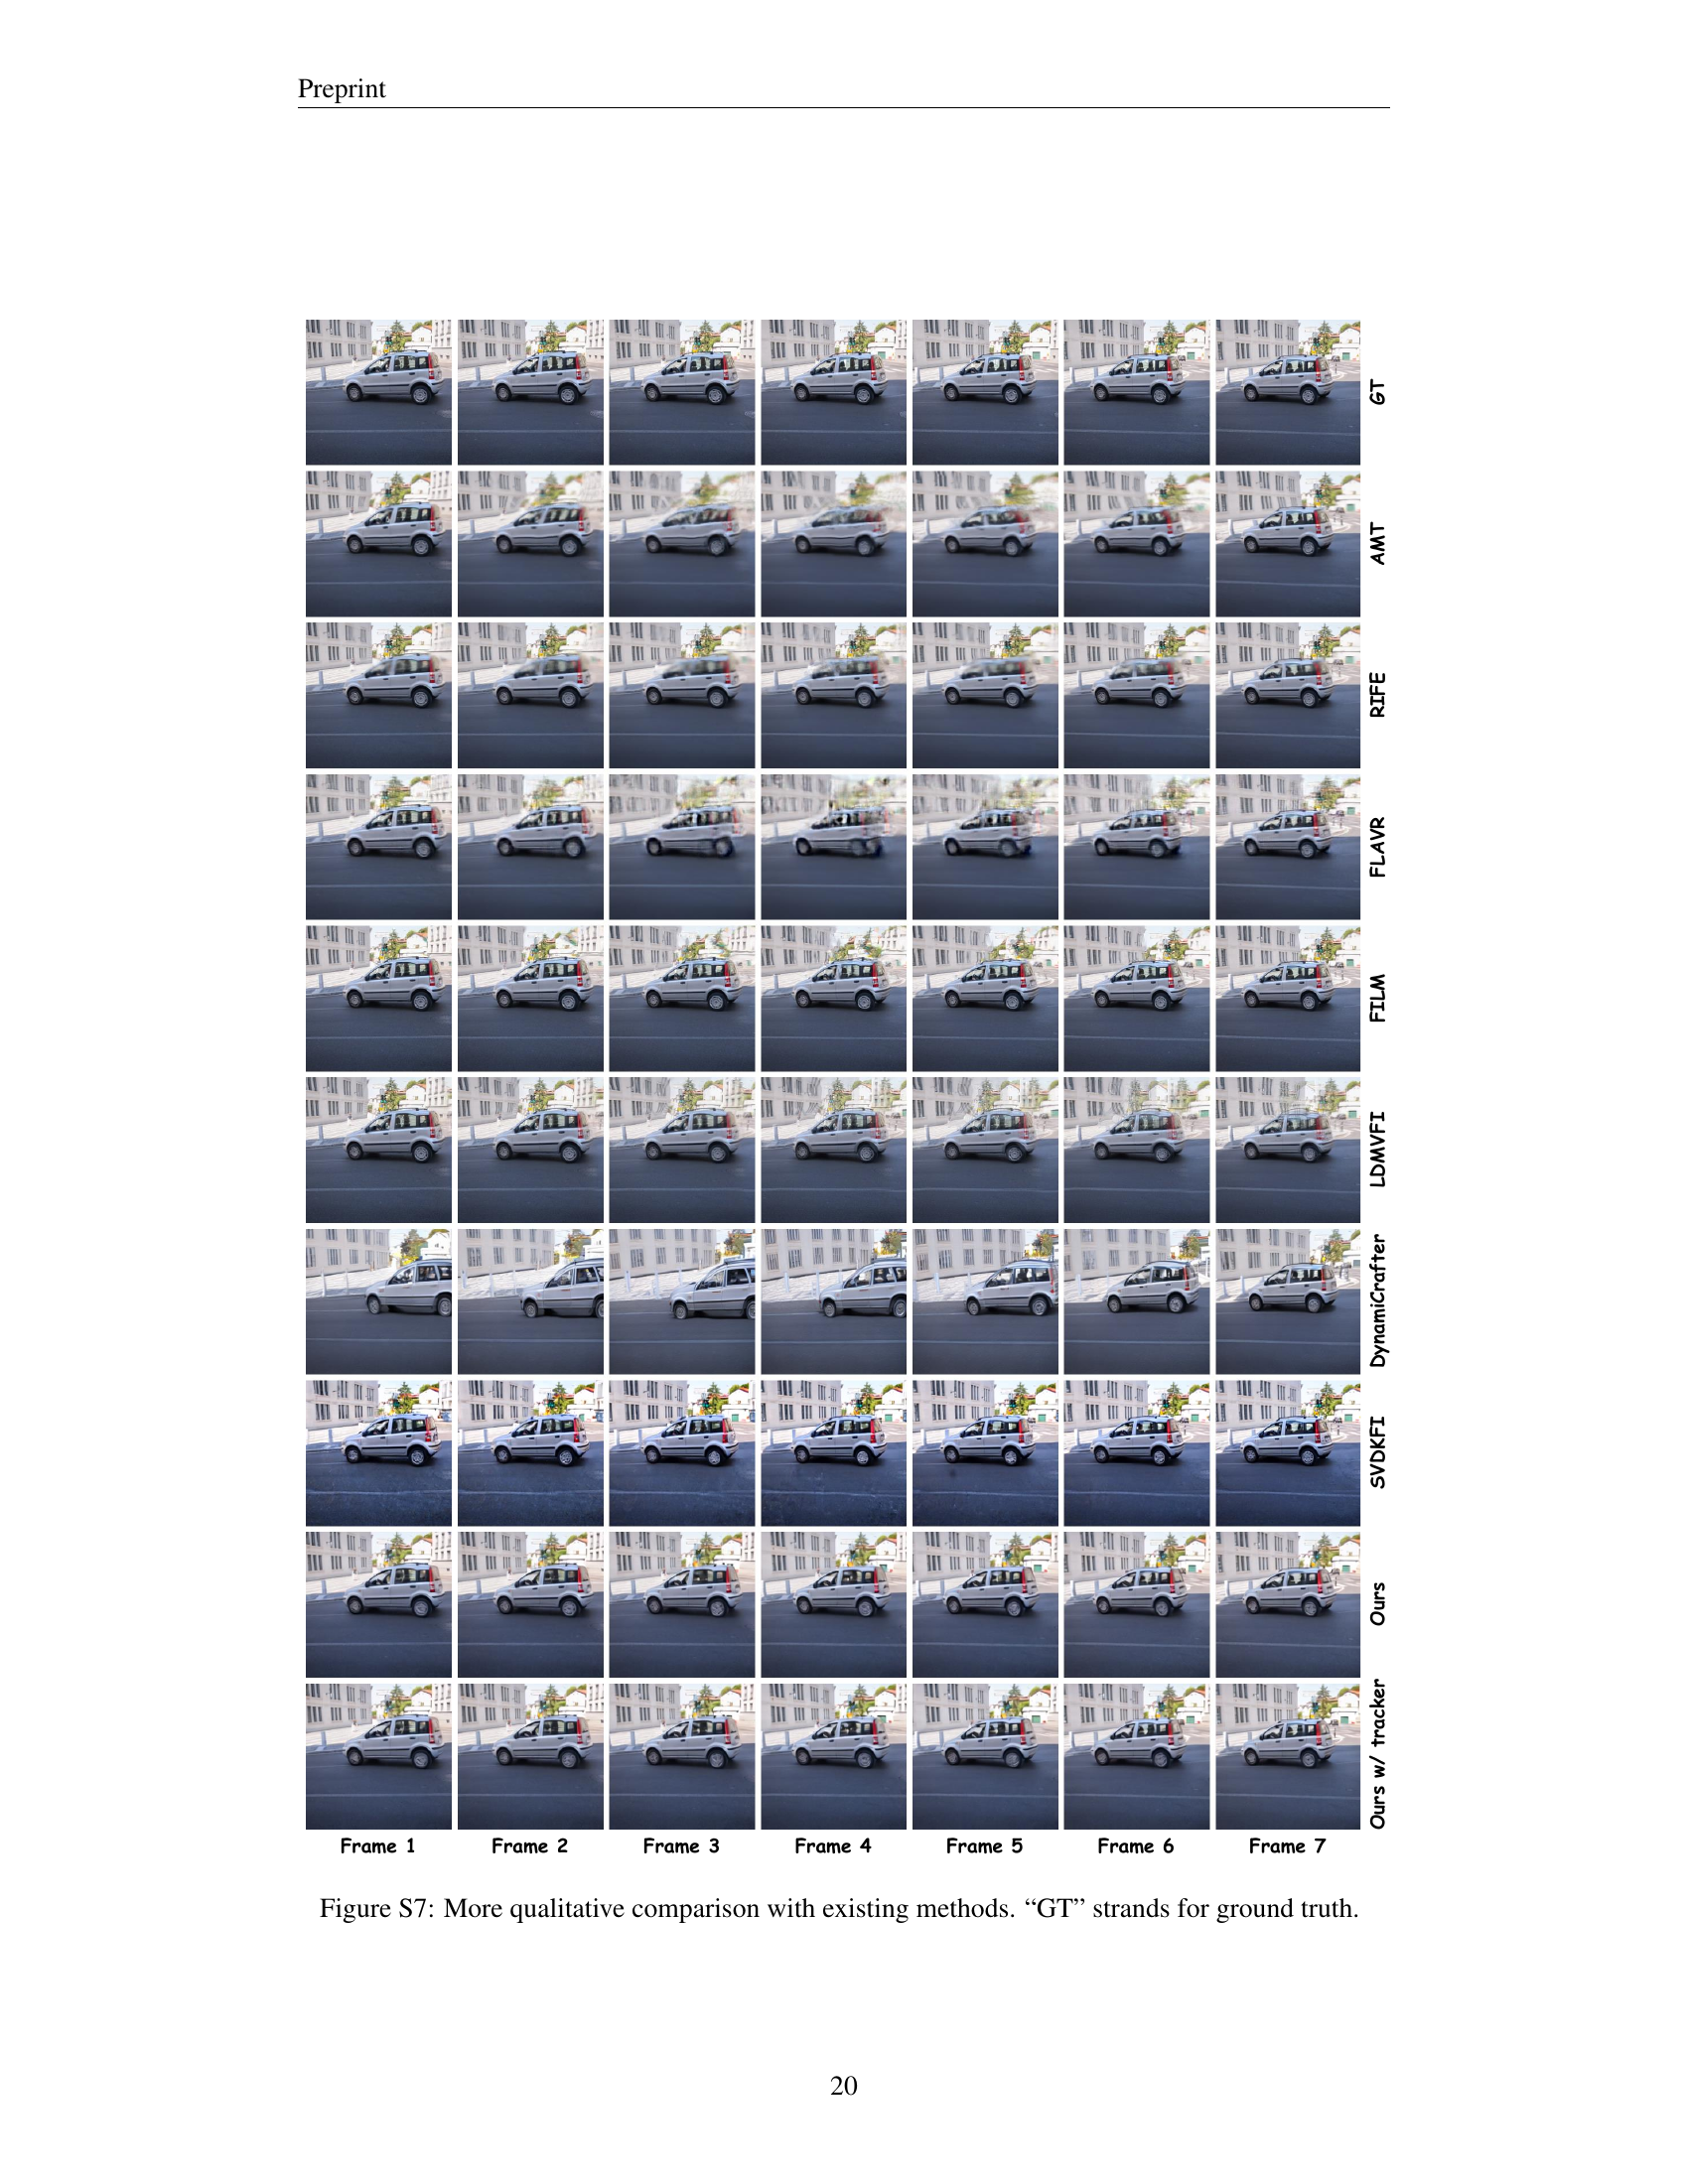 Preprint
GT
AMT
RIFE
FLAVR
FILM
LDMVFI
DynamiCrafter
SVDKFI
Ours
Ours w/ tracker
Frame 1 Frame 2 Frame 3 Frame 4 Frame 5 Frame 6 Frame 7
Figure S7: More qualitative comparison with existing methods. “GT” strands for ground truth.
20